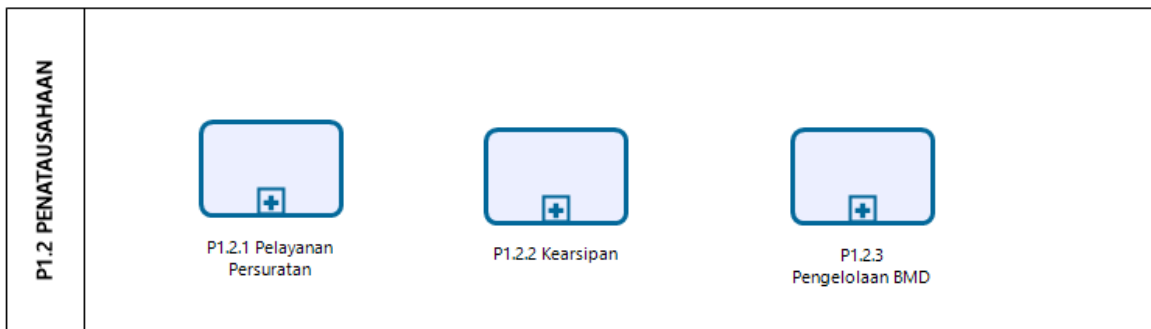 P1.2 PENATAUSAHAAN
P1.2.1 Pelayanan
Persuratan
P1.2.2 Kearsipan
P1.2.3
Pengelolaan BMD